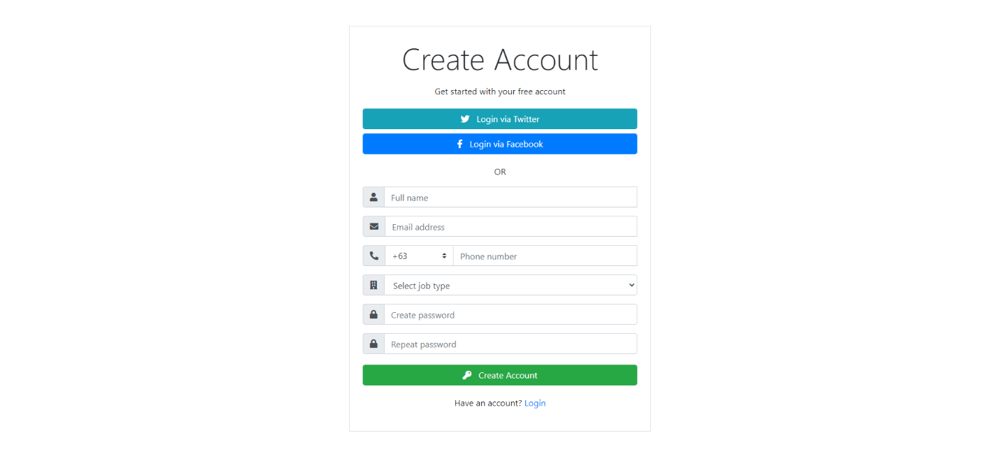 Create Account
Get started with your free account
Login via Twitter
Login via Facebook
OR
Full name
Email address
+63 Phone number
Select job type
Create password
Repeat password
Create Account
Have an account? Login